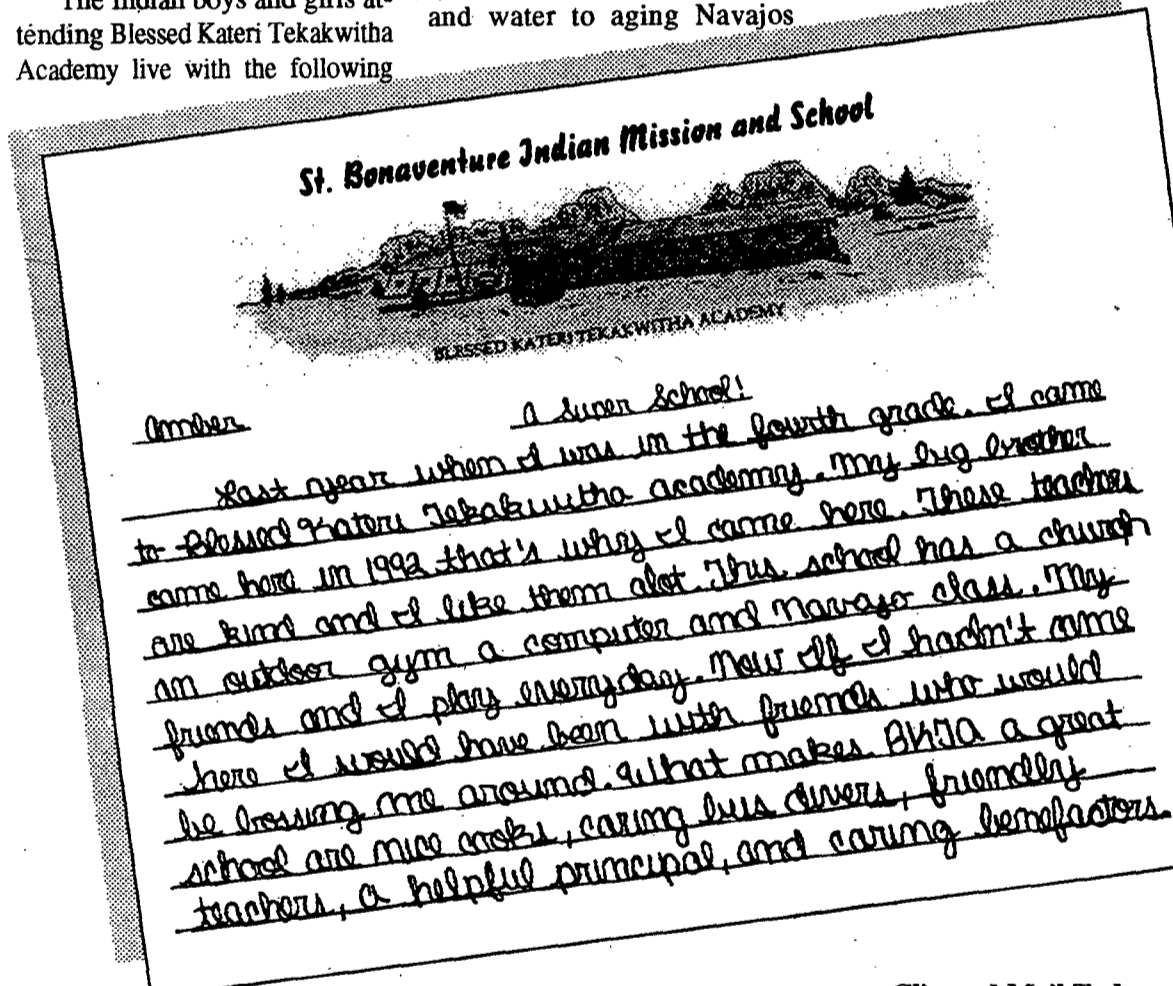 The Indian boys and girls at-
tending Blessed Kateri Tekakwitha
Academy live with the following
and water to aging Navajos
St. Bonaventure Indian Mission and School
BLESSED KATERI TEKAKWITHA ACADEMY
Amber
A Super School!
Last year when I was in the fourth grade. I came
to Blessed Kateri Tekakwitha academy. My big brother
came here in 1992 that's why I came here. These teachers
are kind and I like them alot. This school has a church
an outdoor gym, a computer and Navajo class. My
friends and I play everyday. Now If I hadn't come
here I would have been with friends who would
be bossing me around. What makes BKTA a great
school are nice cooks, caring bus drivers, friendly
teachers, a helpful principal, and caring benefactors.